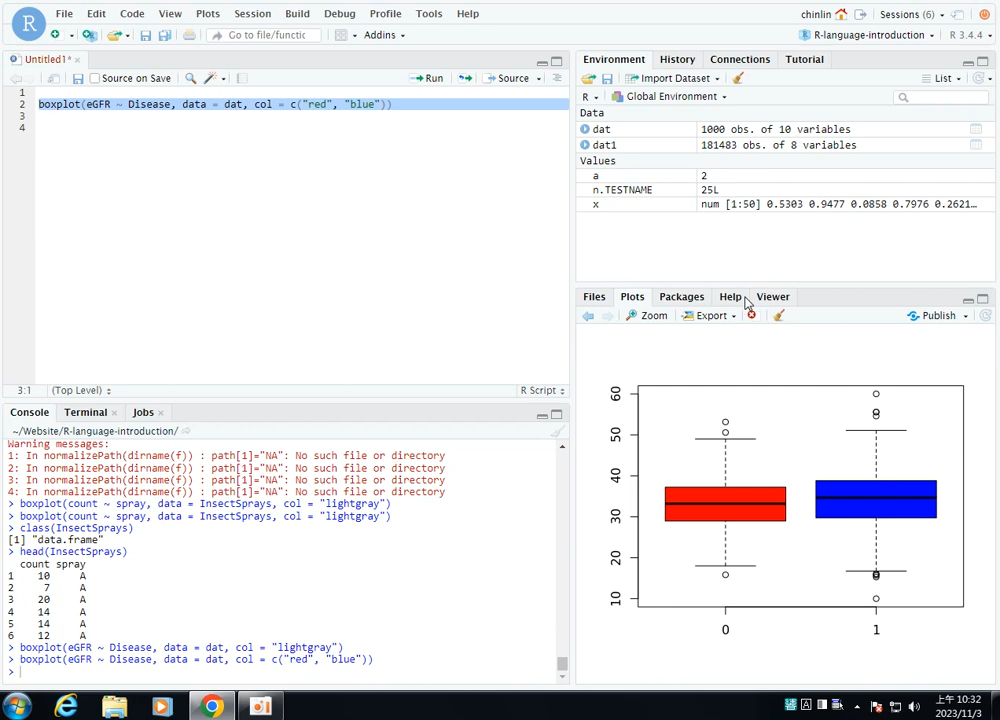 File Edit Code View Plots Session Build Debug Profile Tools Help chinlin Sessions (6)
R Go to file/functi Addins R-language-introduction R 3.4.4
Untitled1*
Source on Save Run Source
1
2 boxplot(eGFR ~ Disease, data = dat, col = c("red", "blue"))
3
4
3:1 (Top Level) R Script
Console Terminal Jobs
~/Website/R-language-introduction/
Warning messages:
1: In normalizePath(dirname(f)) : path[1]="NA": No such file or directory
2: In normalizePath(dirname(f)) : path[1]="NA": No such file or directory
3: In normalizePath(dirname(f)) : path[1]="NA": No such file or directory
4: In normalizePath(dirname(f)) : path[1]="NA": No such file or directory
> boxplot(count ~ spray, data = InsectSprays, col = "lightgray")
> boxplot(count ~ spray, data = InsectSprays, col = "lightgray")
> class(InsectSprays)
[1] "data.frame"
> head(InsectSprays)
count spray
1 10 A
2 7 A
3 20 A
4 14 A
5 14 A
6 12 A
> boxplot(eGFR ~ Disease, data = dat, col = "lightgray")
> boxplot(eGFR ~ Disease, data = dat, col = c("red", "blue"))
>
Environment History Connections Tutorial
Import Dataset List
R Global Environment
Data
dat 1000 obs. of 10 variables
dat1 181483 obs. of 8 variables
Values
a 2
n.TESTNAME 25L
x num [1:50] 0.5303 0.9477 0.0858 0.7976 0.2621…
Files Plots Packages Help Viewer
Zoom Export Publish
60
50
40
30
20
10
0 1
A 上午 10:32
2023/11/3